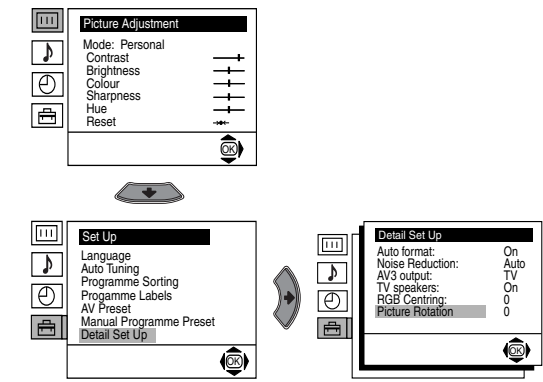 Picture Adjustment
Mode: Personal
Contrast
Brightness
Colour
Sharpness
Hue
Reset
OK
Set Up
Language
Auto Tuning
Programme Sorting
Progamme Labels
AV Preset
Manual Programme Preset
Detail Set Up
OK
Detail Set Up
Auto format: On
Noise Reduction: Auto
AV3 output: TV
TV speakers: On
RGB Centring: 0
Picture Rotation 0
OK